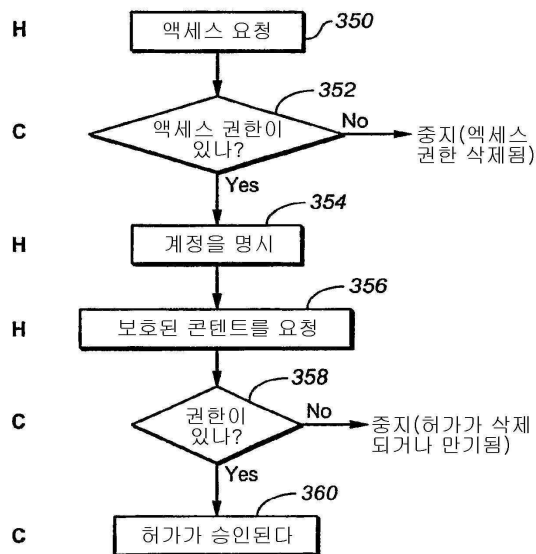 H
액세스 요청
350
352
C
액세스 권한이
있나?
No
중지(엑세스
권한 삭제됨)
Yes
354
H
계정을 명시
356
H
보호된 콘텐트를 요청
358
C
권한이
있나?
No
중지(허가가 삭제
되거나 만기됨)
Yes
360
C
허가가 승인된다